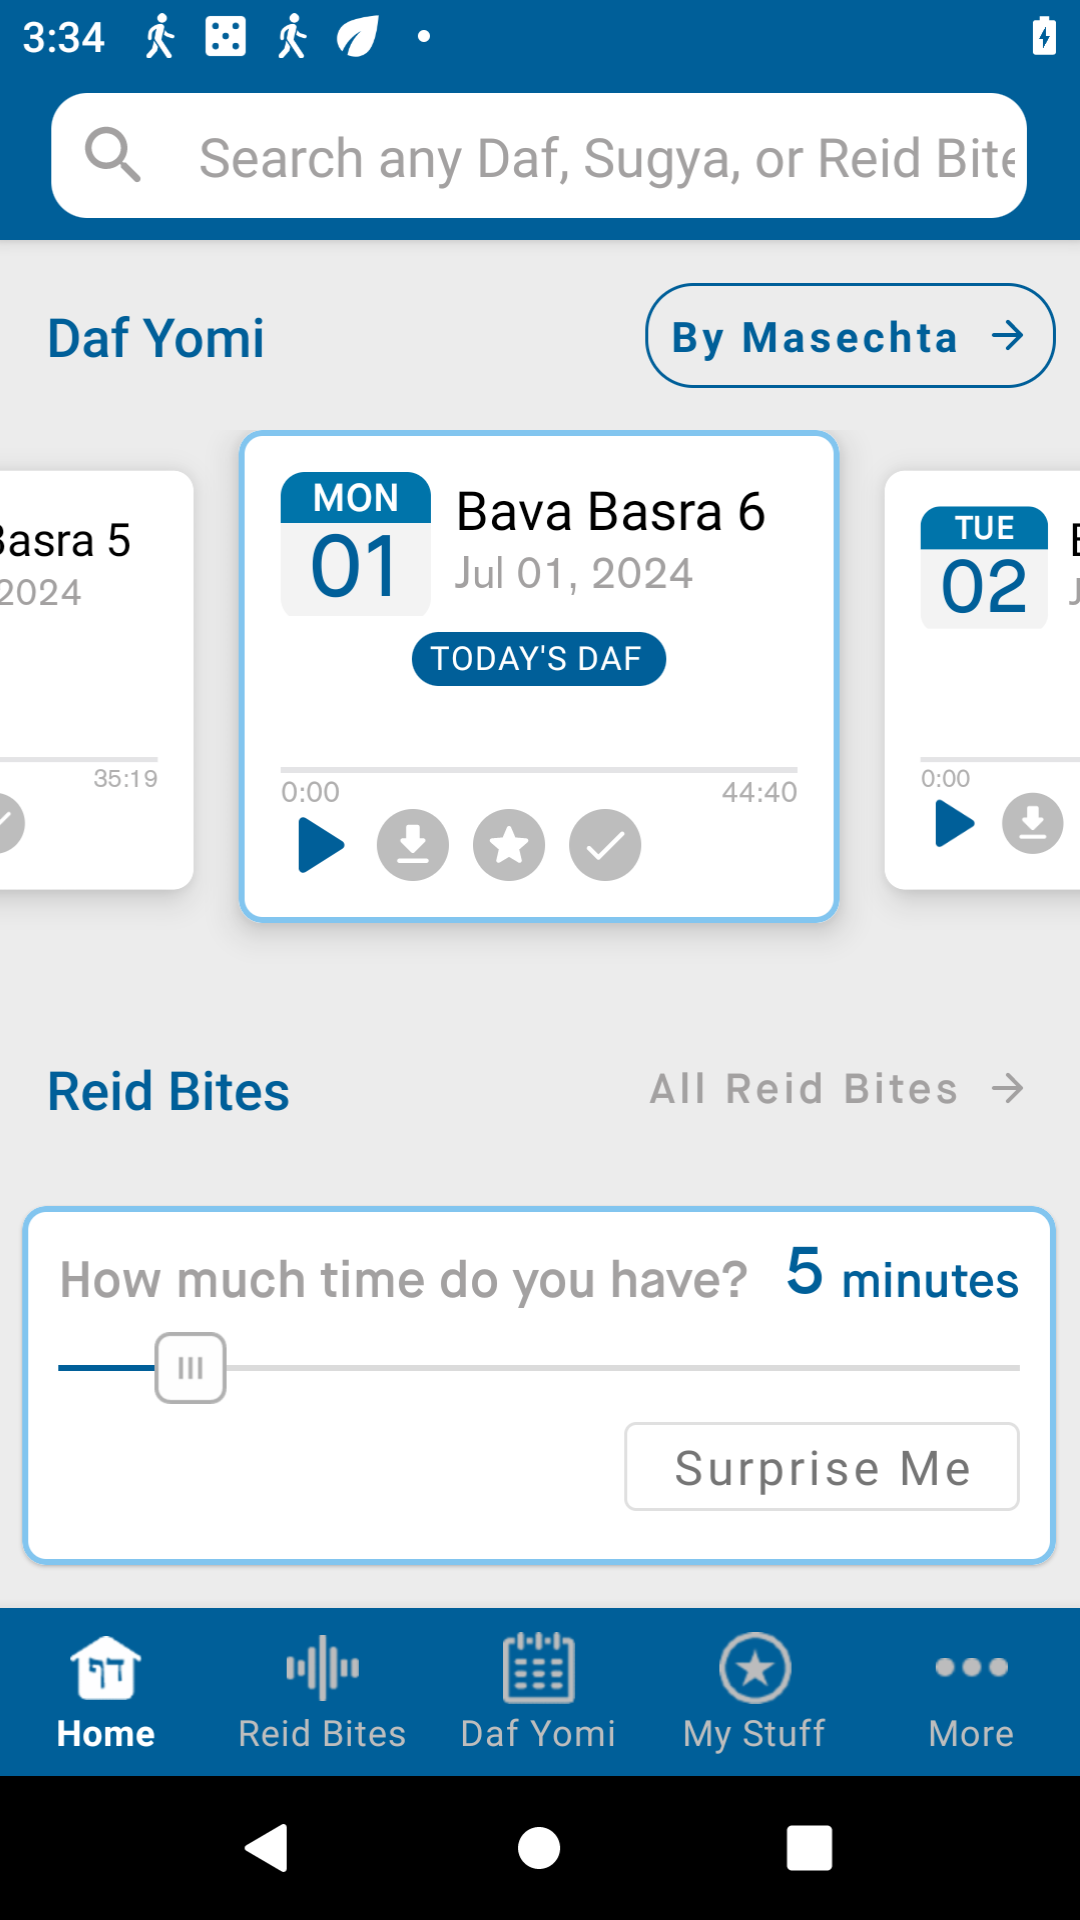 3:34
Search any Daf, Sugya, or Reid Bite
Daf Yomi
By Masechta
Basra 5
2024
35:19
MON
01
Bava Basra 6
Jul 01, 2024
TODAY'S DAF
0:00
44:40
TUE
02
0:00
Reid Bites
All Reid Bites
How much time do you have?
5 minutes
Surprise Me
דף
Home
Reid Bites
Daf Yomi
My Stuff
More